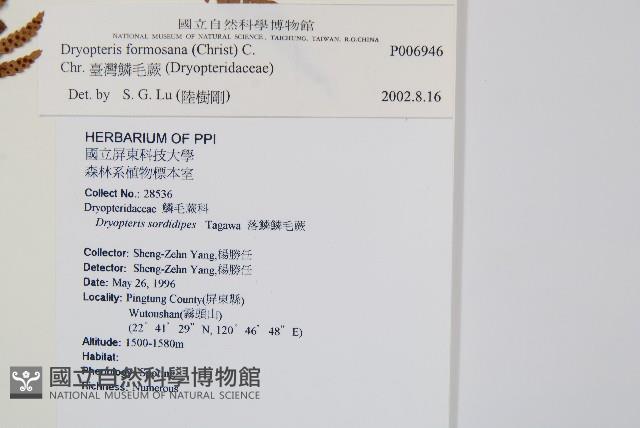 國立自然科學博物館
NATIONAL MUSEUM OF NATURAL SCIENCE, TAICHUNG, TAIWAN, R.O.CHINA
Dryopteris formosana (Christ) C. P006946
Chr. 臺灣鱗毛蕨 (Dryopteridaceae)
Det. by S. G. Lu (陸樹剛) 2002.8.16
HERBARIUM OF PPI
國立屏東科技大學
森林系植物標本室
Collect No.: 28536
Dryopteridaceae 鱗毛蕨科
Dryopteris sordidipes Tagawa 落鱗鱗毛蕨
Collector: Sheng-Zehn Yang,楊勝任
Detector: Sheng-Zehn Yang,楊勝任
Date: May 26, 1996
Locality: Pingtung County(屏東縣)
Wutoushan(霧頭山)
(22° 41' 29" N, 120° 46' 48" E)
Altitude: 1500-1580m
Habitat:
Richness: Numerous
國立自然科學博物館
NATIONAL MUSEUM OF NATURAL SCIENCE